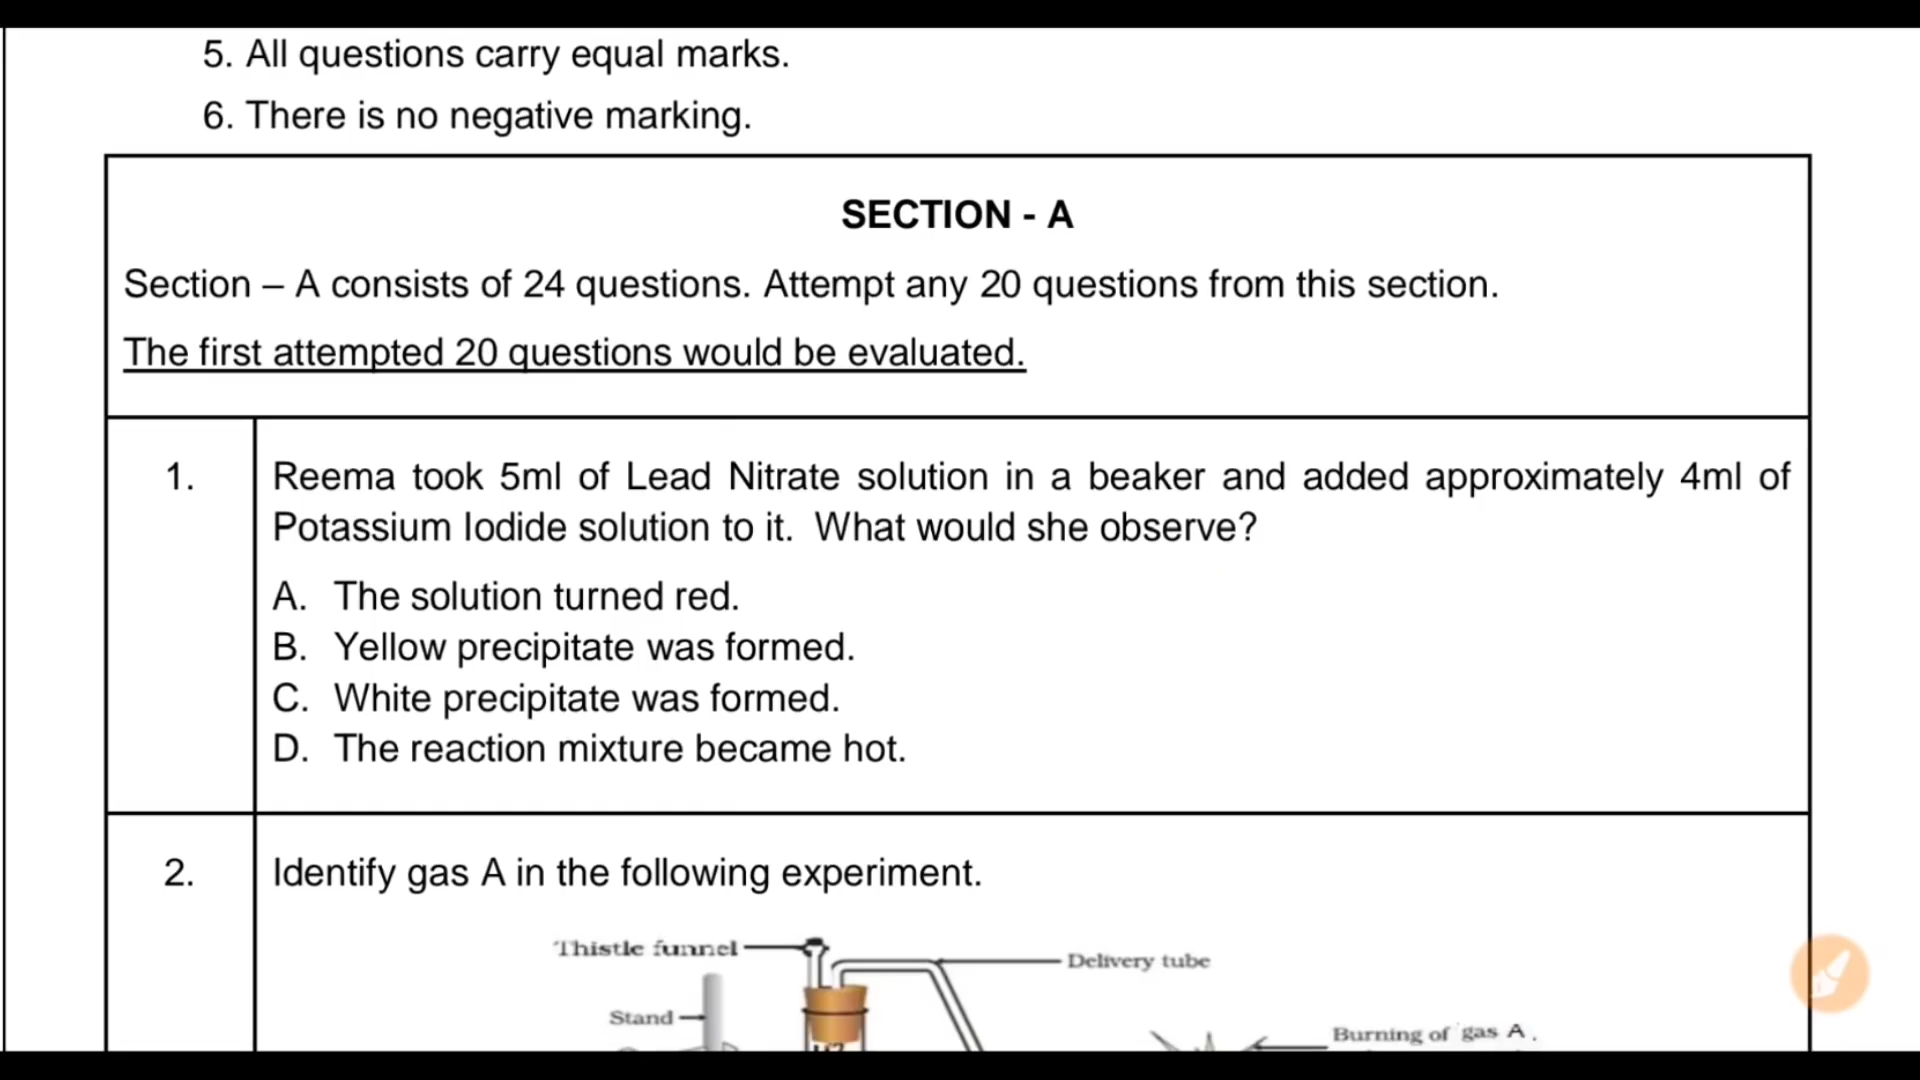 5. All questions carry equal marks.
6. There is no negative marking.
SECTION - A
Section – A consists of 24 questions. Attempt any 20 questions from this section.
The first attempted 20 questions would be evaluated.
1. Reema took 5ml of Lead Nitrate solution in a beaker and added approximately 4ml of
Potassium Iodide solution to it. What would she observe?
A. The solution turned red.
B. Yellow precipitate was formed.
C. White precipitate was formed.
D. The reaction mixture became hot.
2. Identify gas A in the following experiment.
Thistle funnel
Delivery tube
Stand
Burning of gas A.